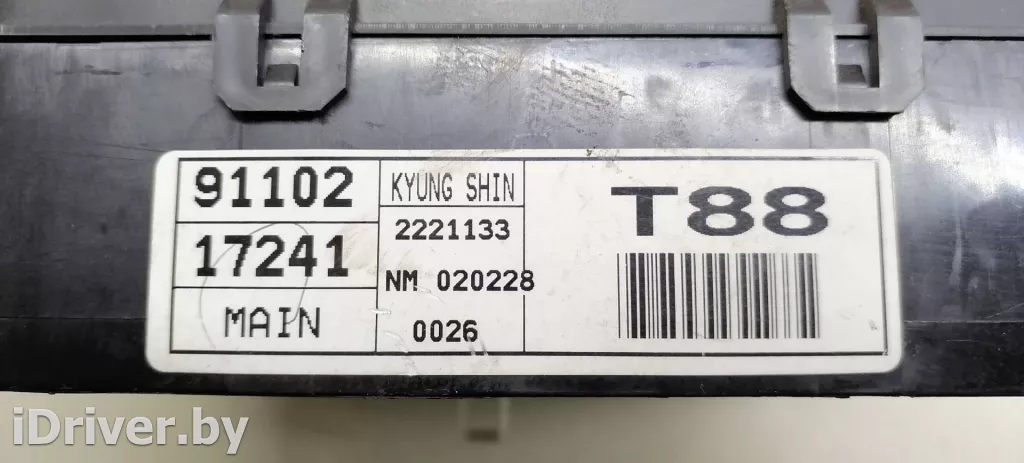 91102
17241
MAIN
KYUNG SHIN
2221133
NM 020228
0026
T88
iDriver.by